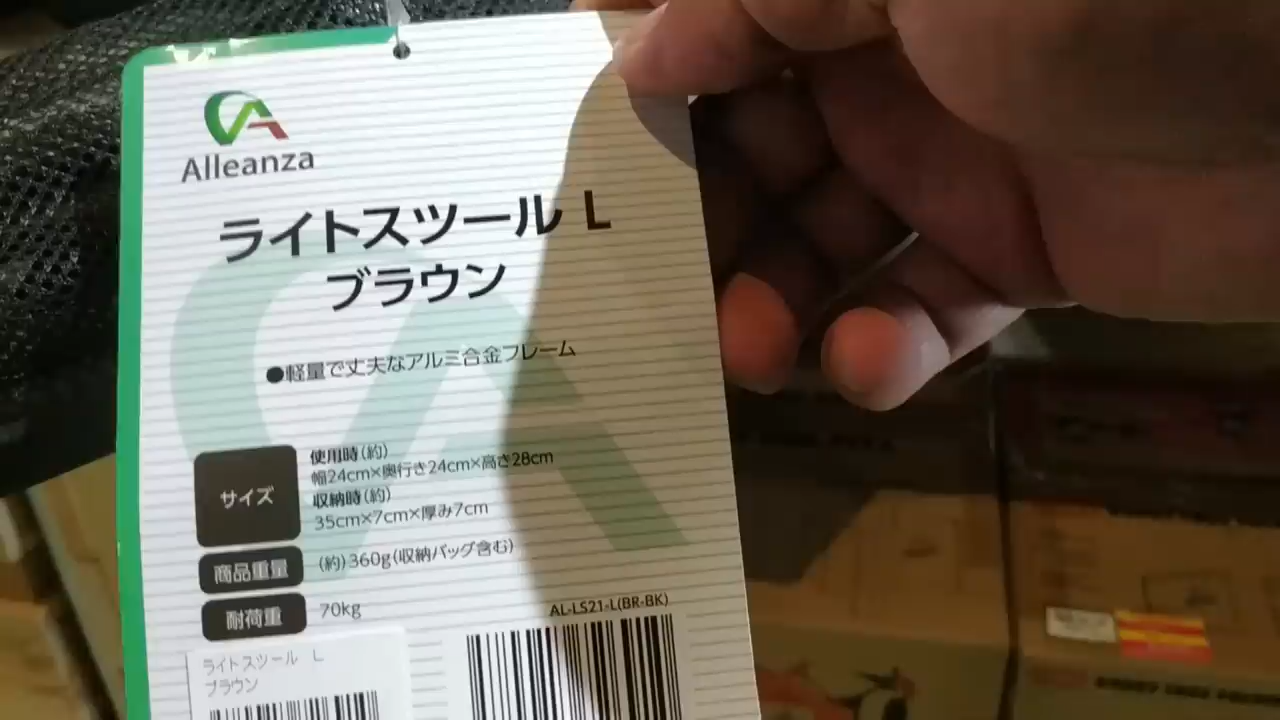 Alleanza
ライトスツール L
ブラウン
●軽量で丈夫なアルミ合金フレーム
サイズ
使用時(約)
幅24cm×奥行き24cm×高さ28cm
収納時(約)
35cm×7cm×厚み7cm
商品重量
(約)360g(収納バッグ含む)
耐荷重
70kg
AL-LS21-L(BR-BK)
ライトスツール L
ブラウン